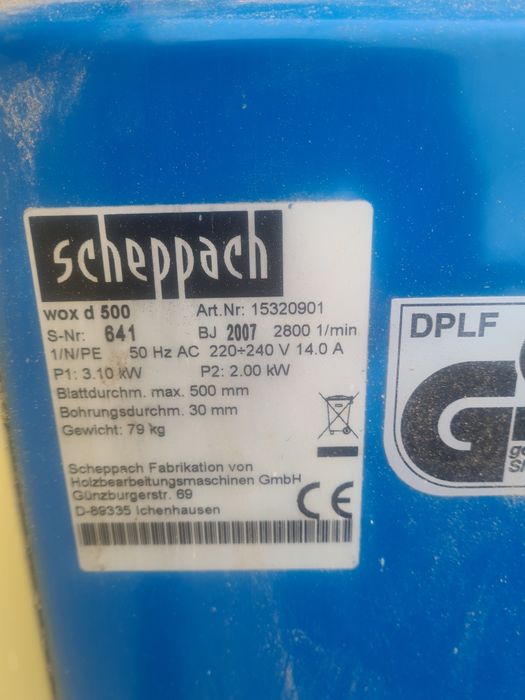 scheppach
wox d 500 Art.Nr: 15320901
S-Nr: 641 BJ 2007 2800 1/min
1/N/PE 50 Hz AC 220÷240 V 14.0 A
P1: 3.10 kW P2: 2.00 kW
Blattdurchm. max. 500 mm
Bohrungsdurchm. 30 mm
Gewicht: 79 kg
Scheppach Fabrikation von
Holzbearbeitungsmaschinen GmbH
Günzburgerstr. 69
D-89335 Ichenhausen
CE
DPLF